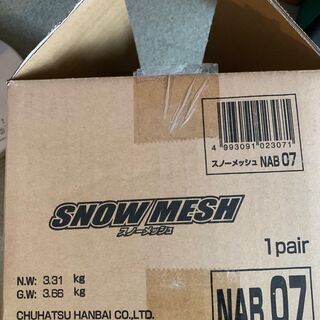 4 993091 023071
スノーメッシュ NAB 07
SNOW MESH
スノーメッシュ
1 pair
N.W: 3.31 kg
G.W: 3.66 kg
CHUHATSU HANBAI CO.,LTD.
NAB 07